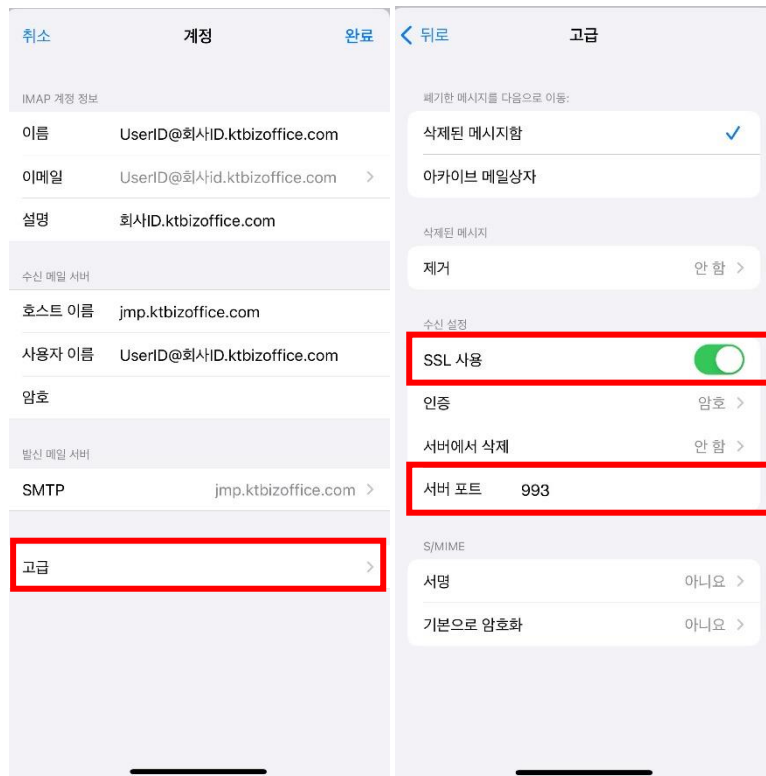 취소 계정 완료
IMAP 계정 정보
이름 UserID@회사ID.ktbizoffice.com
이메일 UserID@회사id.ktbizoffice.com
설명 회사ID.ktbizoffice.com
수신 메일 서버
호스트 이름 jmp.ktbizoffice.com
사용자 이름 UserID@회사ID.ktbizoffice.com
암호
발신 메일 서버
SMTP jmp.ktbizoffice.com
고급
뒤로 고급
폐기한 메시지를 다음으로 이동:
삭제된 메시지함
아카이브 메일상자
삭제된 메시지
제거 안 함
수신 설정
SSL 사용
인증 암호
서버에서 삭제 안 함
서버 포트 993
S/MIME
서명 아니요
기본으로 암호화 아니요